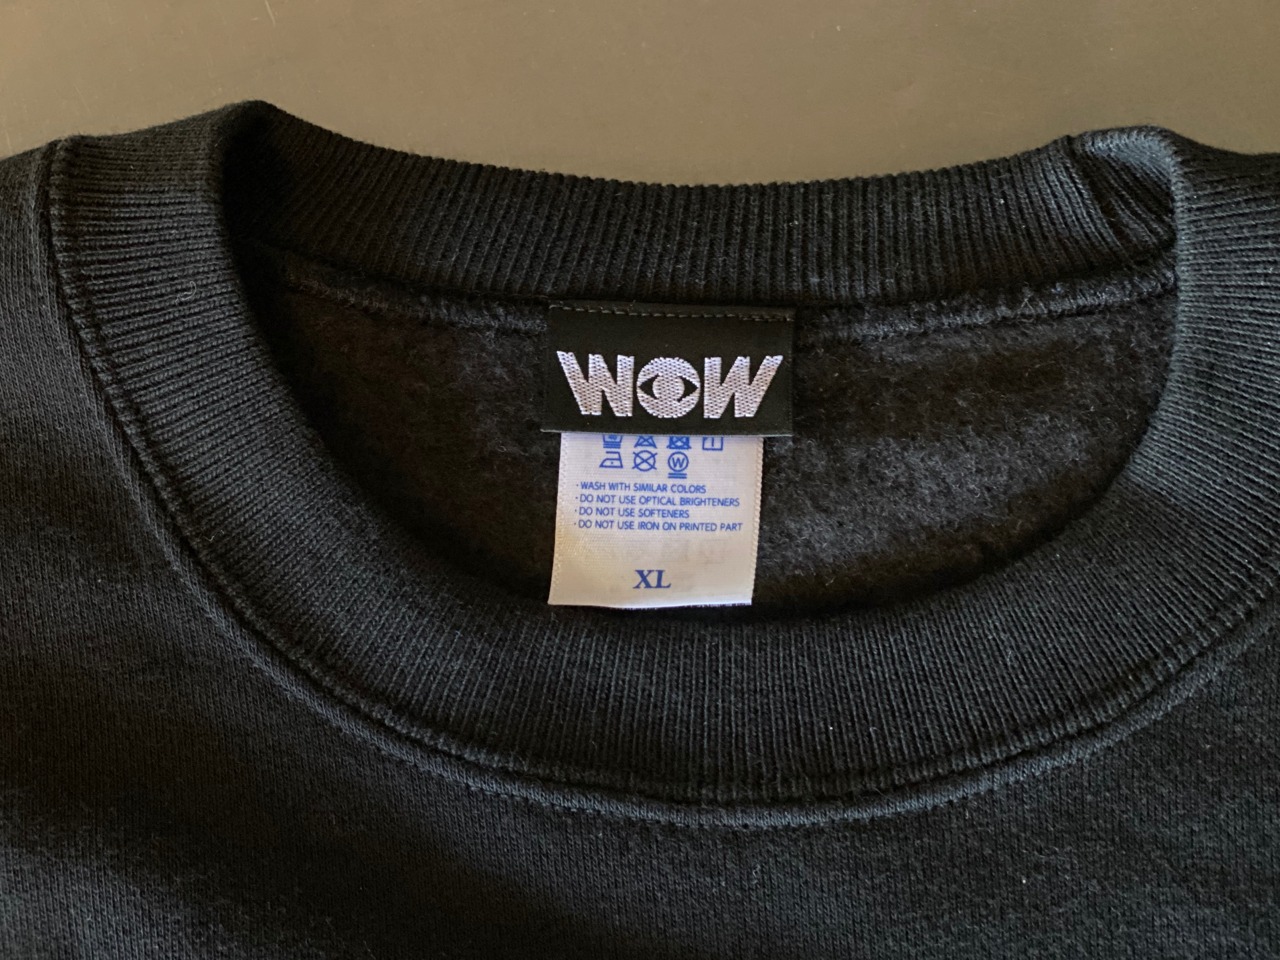 WOW
W
· WASH WITH SIMILAR COLORS
· DO NOT USE OPTICAL BRIGHTENERS
· DO NOT USE SOFTENERS
· DO NOT USE IRON ON PRINTED PART
XL